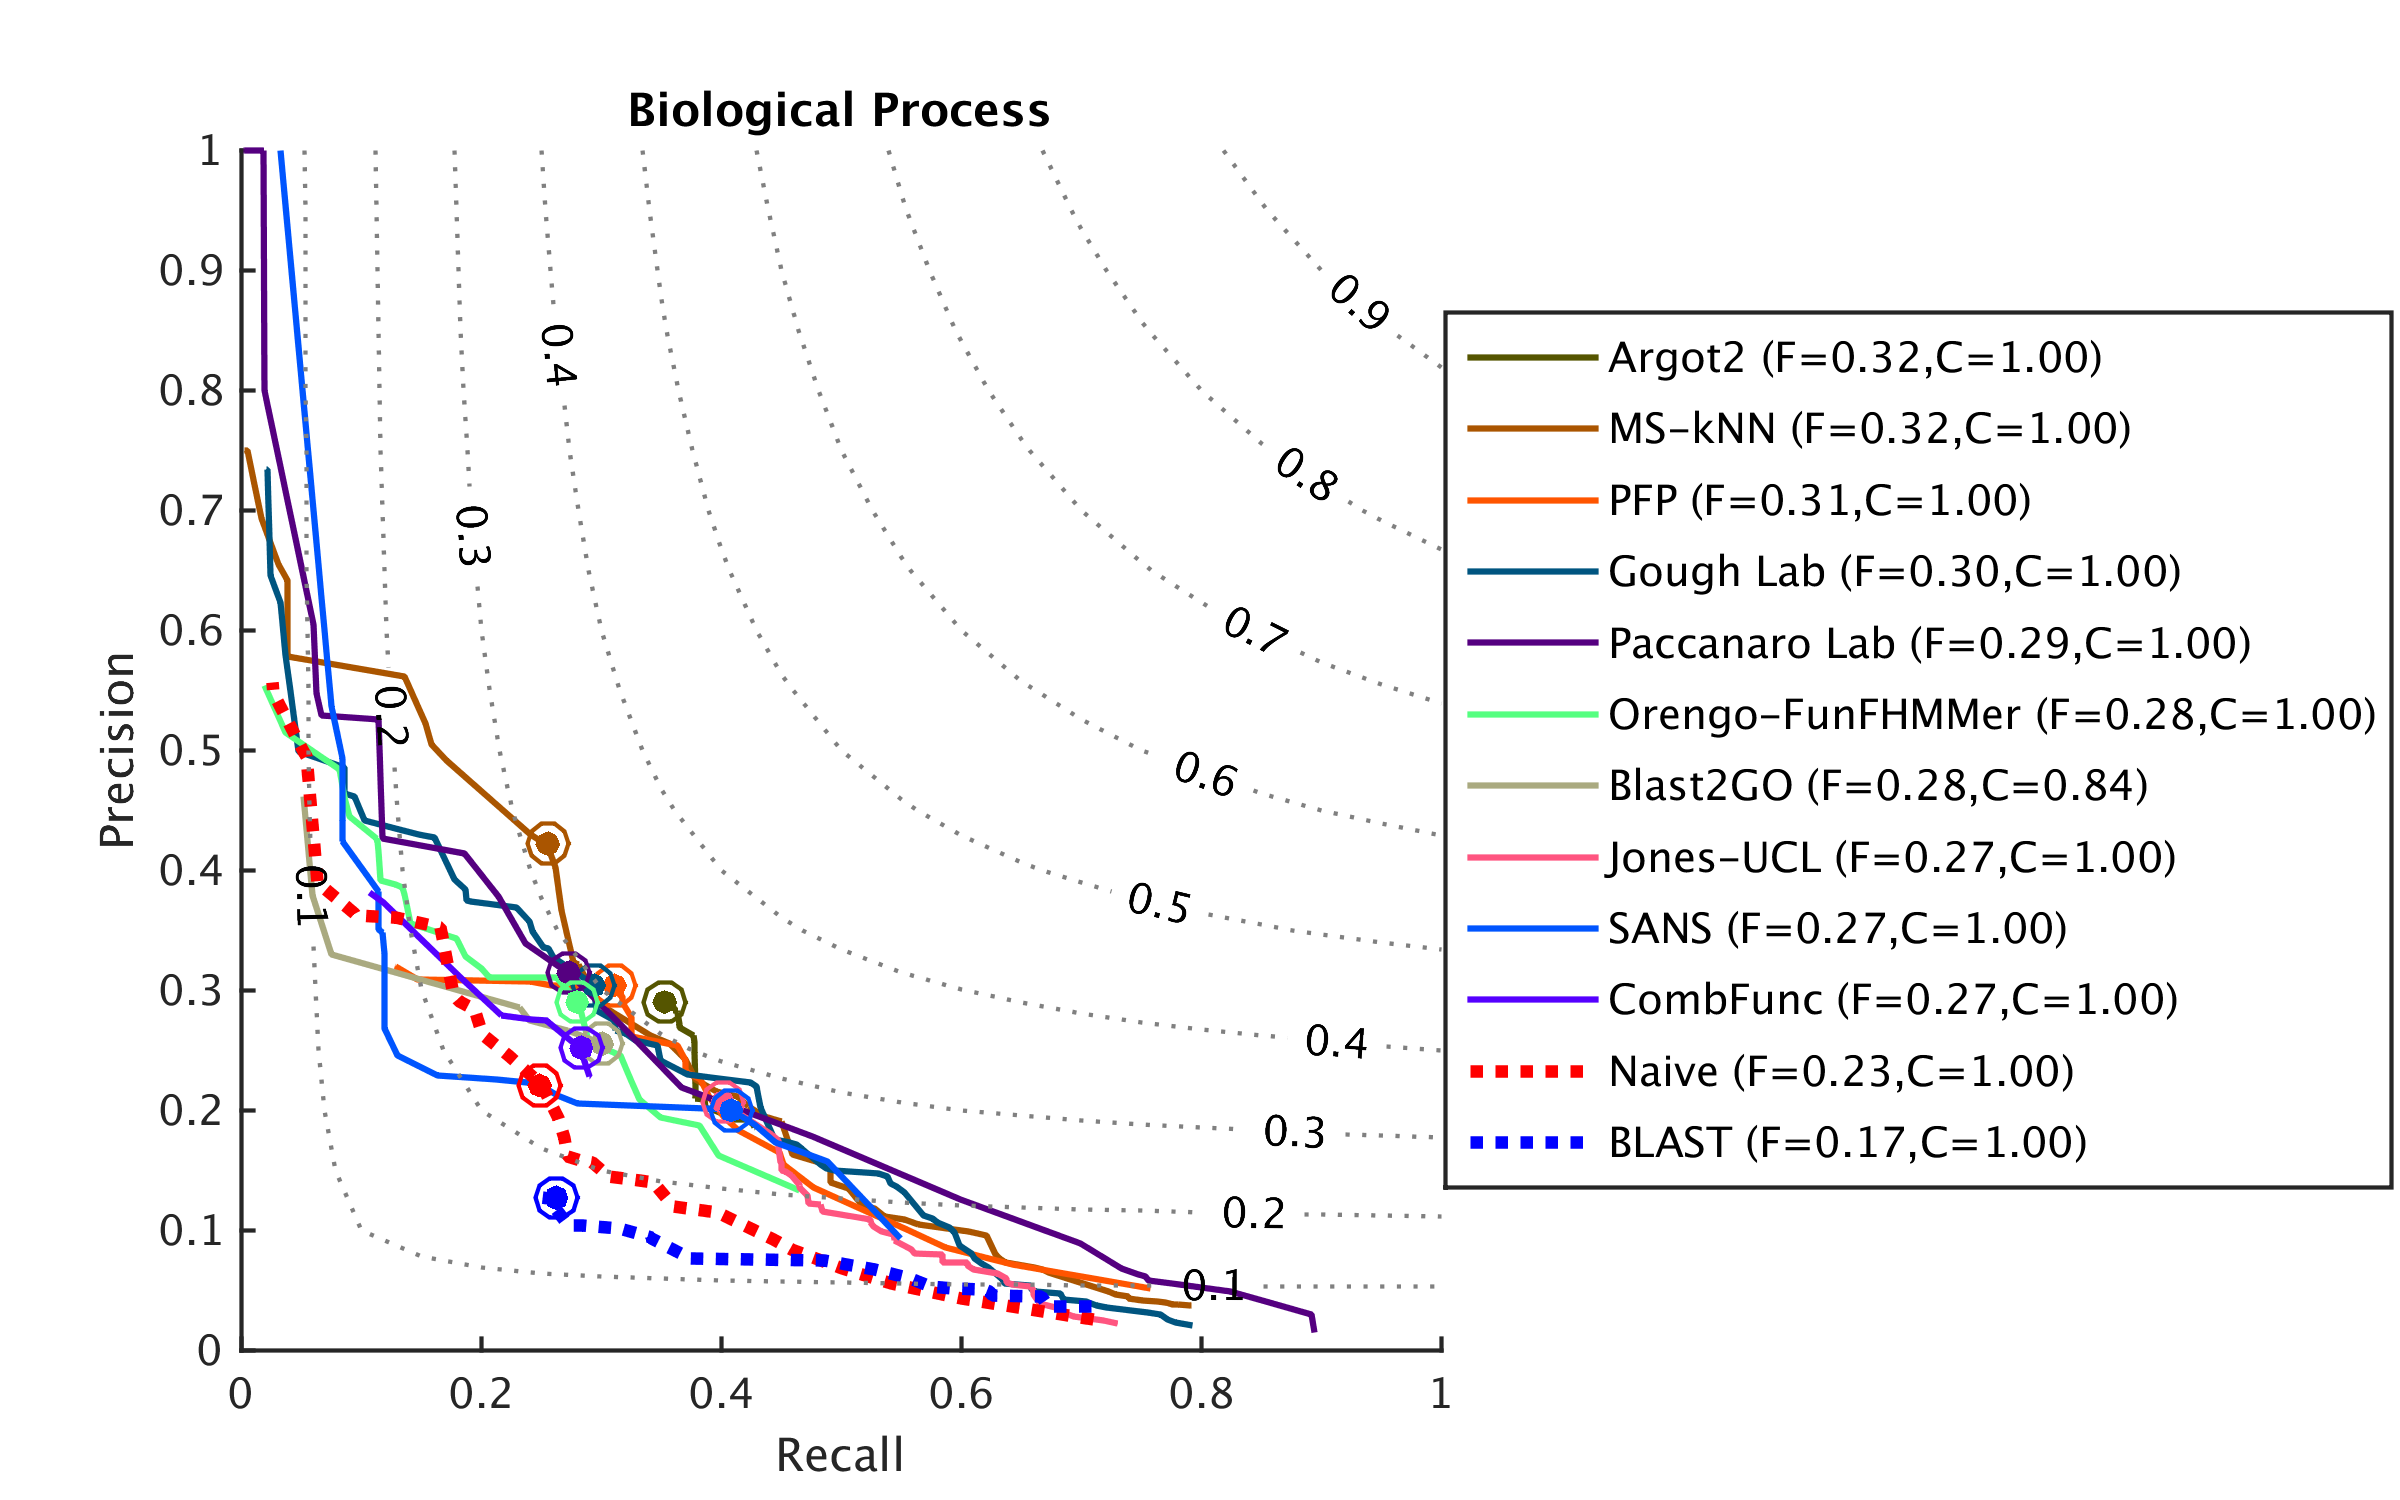 Biological Process
Precision
1
0.9
0.8
0.7
0.6
0.5
0.4
0.3
0.2
0.1
0
0
0.2
0.4
0.6
0.8
1
Recall
0.1
0.2
0.3
0.4
0.9
0.8
0.7
0.6
0.5
0.4
0.3
0.2
0.1
Argot2 (F=0.32,C=1.00)
MS-kNN (F=0.32,C=1.00)
PFP (F=0.31,C=1.00)
Gough Lab (F=0.30,C=1.00)
Paccanaro Lab (F=0.29,C=1.00)
Orengo-FunFHMMer (F=0.28,C=1.00)
Blast2GO (F=0.28,C=0.84)
Jones-UCL (F=0.27,C=1.00)
SANS (F=0.27,C=1.00)
CombFunc (F=0.27,C=1.00)
Naive (F=0.23,C=1.00)
BLAST (F=0.17,C=1.00)